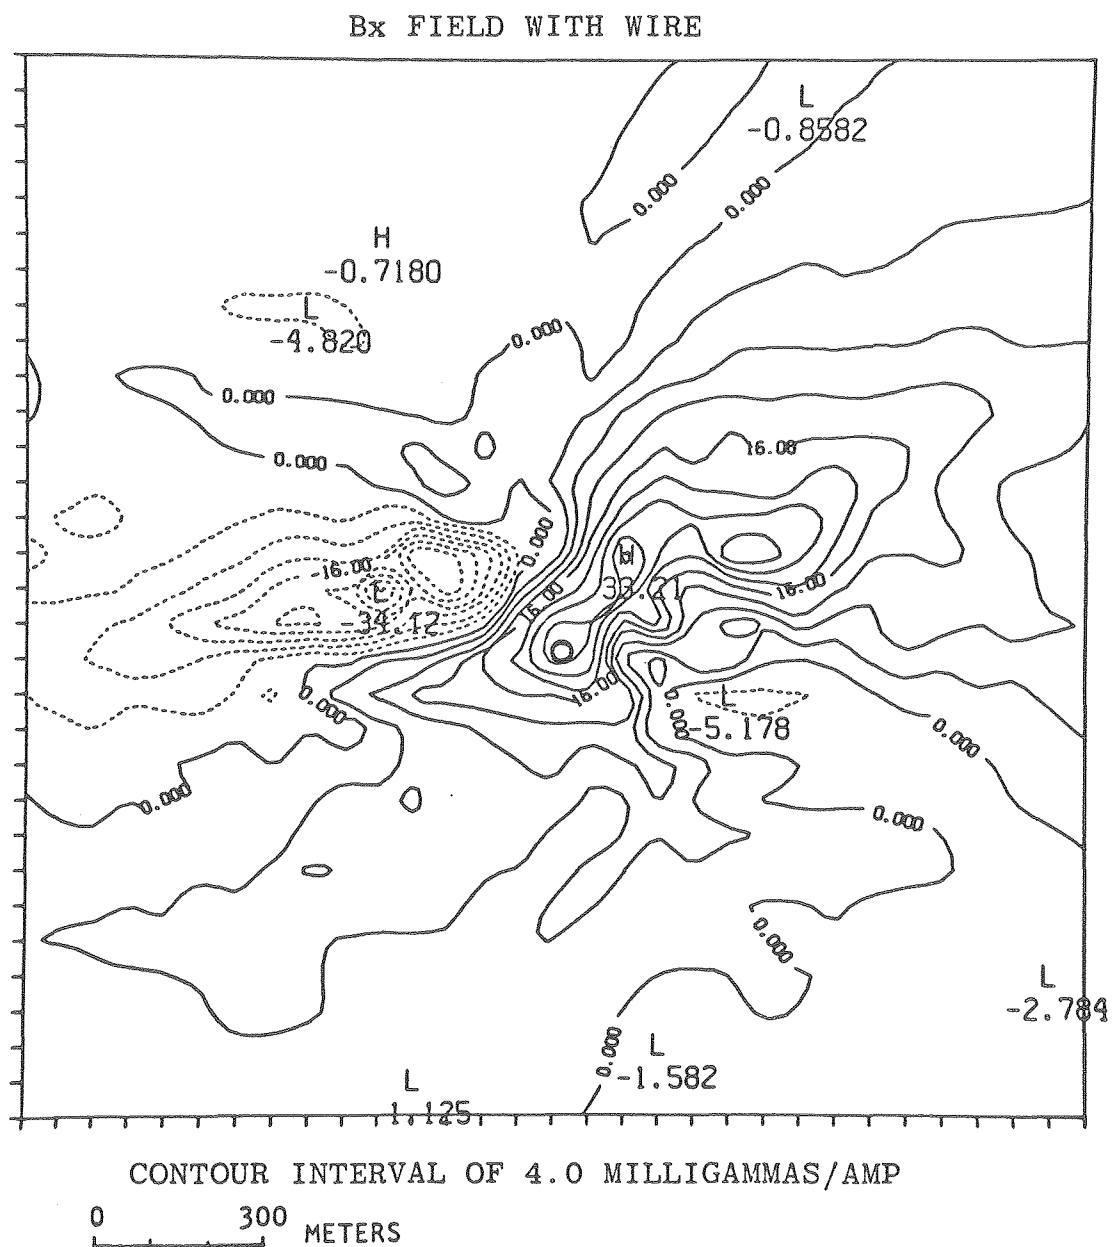 Bx FIELD WITH WIRE
L
-0.8582
0.000
0.000
H
-0.7180
L
-4.820
0.000
0.000
0.000
16.00
0.000
-16.00
H
33.21
16.00
L
-34.12
16.00
16.00
0.000
L
-5.178
0.000
0.000
0.000
0.000
0.000
L
-2.784
0.000
L
-1.582
L
1.125
CONTOUR INTERVAL OF 4.0 MILLIGAMMAS/AMP
0 300 METERS